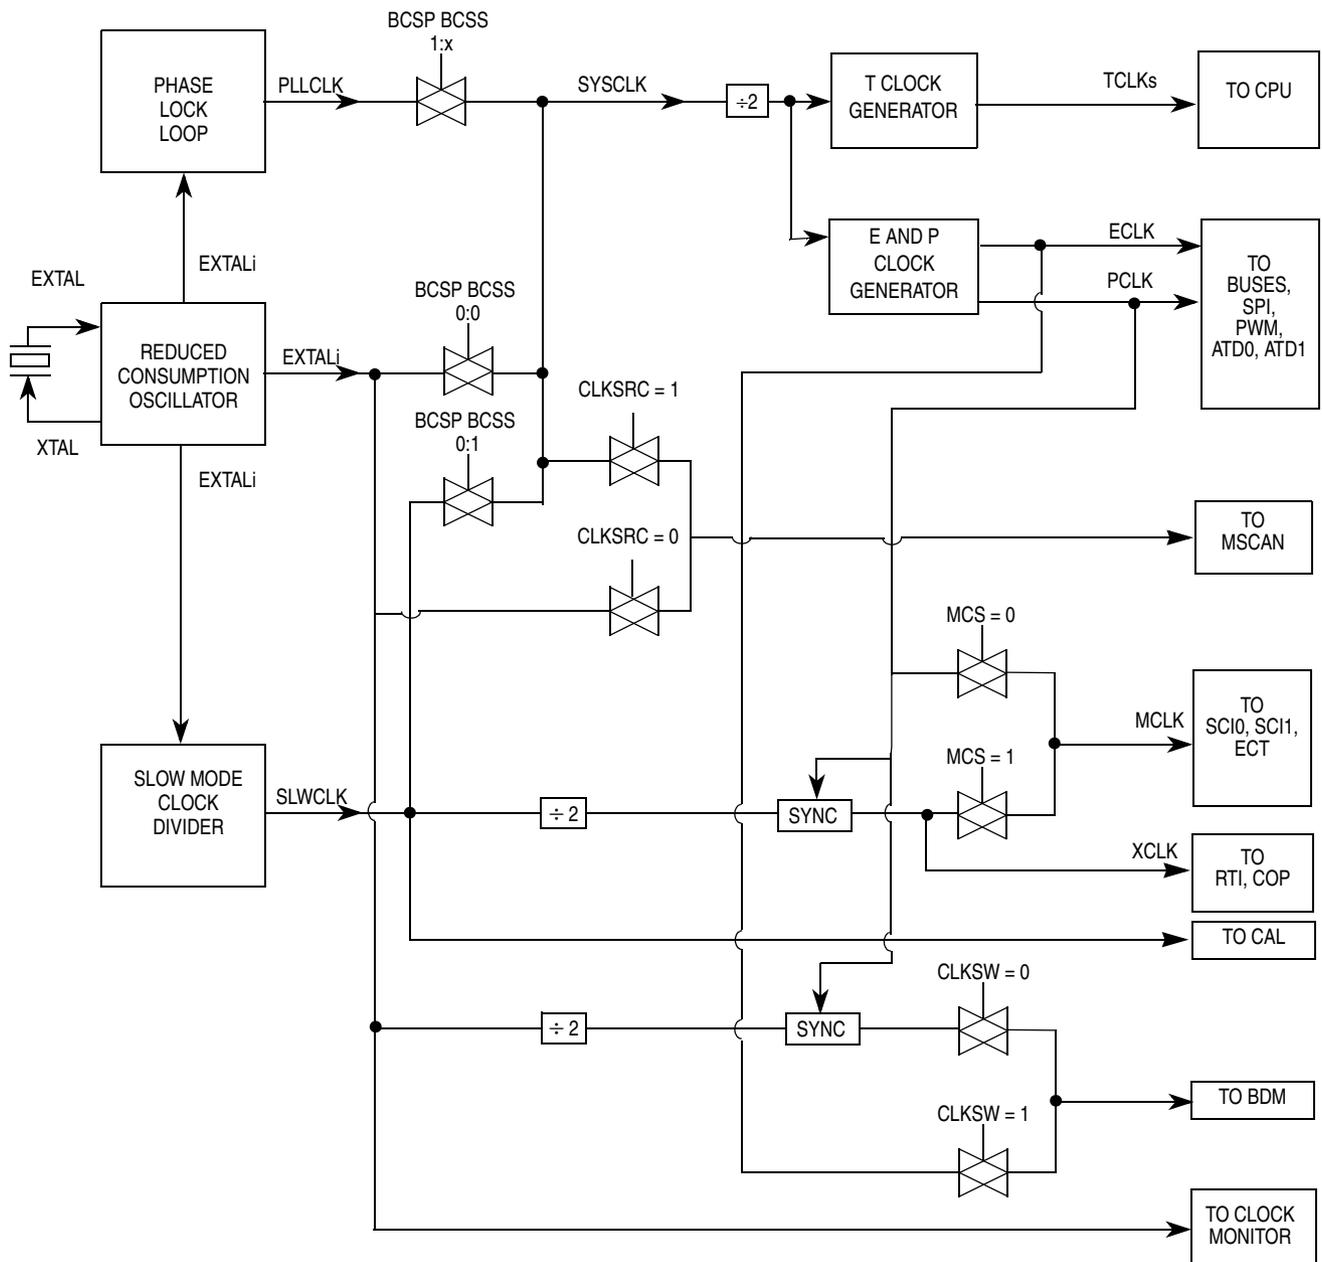 BCSP BCSS
1:x
PHASE
LOCK
LOOP
PLLCLK
SYSCLK
÷2
T CLOCK
GENERATOR
TCLKs
TO CPU
EXTALi
EXTAL
XTAL
REDUCED
CONSUMPTION
OSCILLATOR
EXTALi
EXTALi
BCSP BCSS
0:0
BCSP BCSS
0:1
E AND P
CLOCK
GENERATOR
ECLK
PCLK
TO
BUSES,
SPI,
PWM,
ATD0, ATD1
CLKSRC = 1
CLKSRC = 0
TO
MSCAN
MCS = 0
MCS = 1
MCLK
TO
SCI0, SCI1,
ECT
SLOW MODE
CLOCK
DIVIDER
SLWCLK
÷ 2
SYNC
XCLK
TO
RTI, COP
TO CAL
÷ 2
SYNC
CLKSW = 0
CLKSW = 1
TO BDM
TO CLOCK
MONITOR